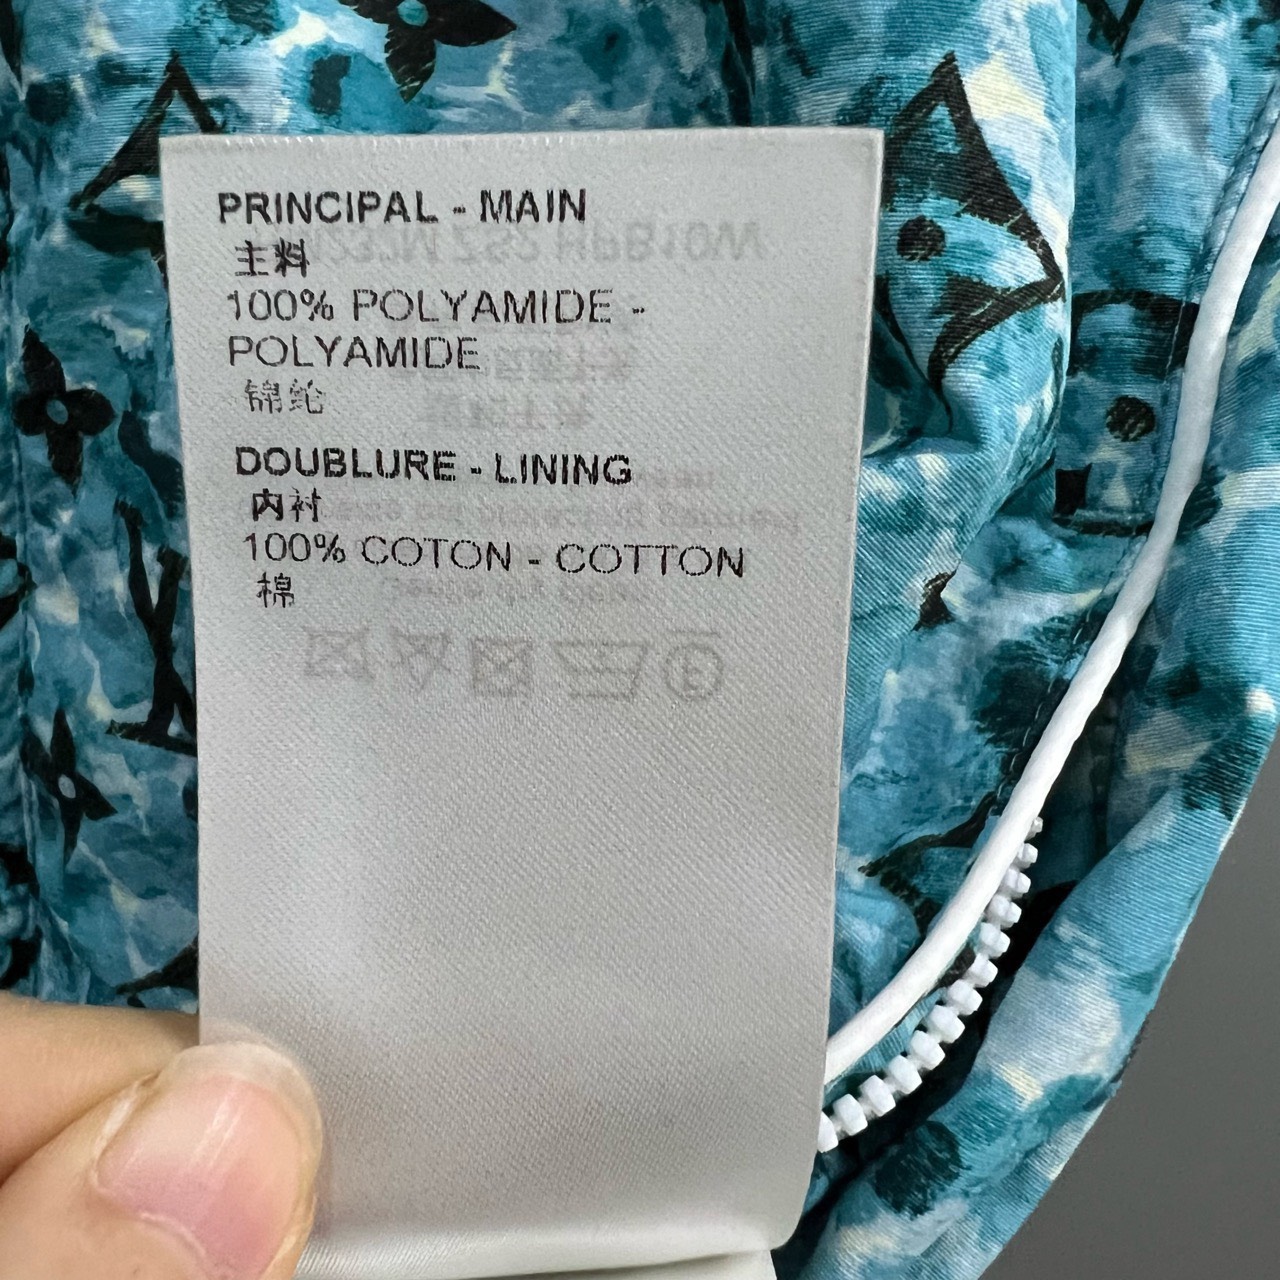 PRINCIPAL - MAIN
主料
100% POLYAMIDE -
POLYAMIDE
锦纶
DOUBLURE - LINING
内衬
100% COTON - COTTON
棉